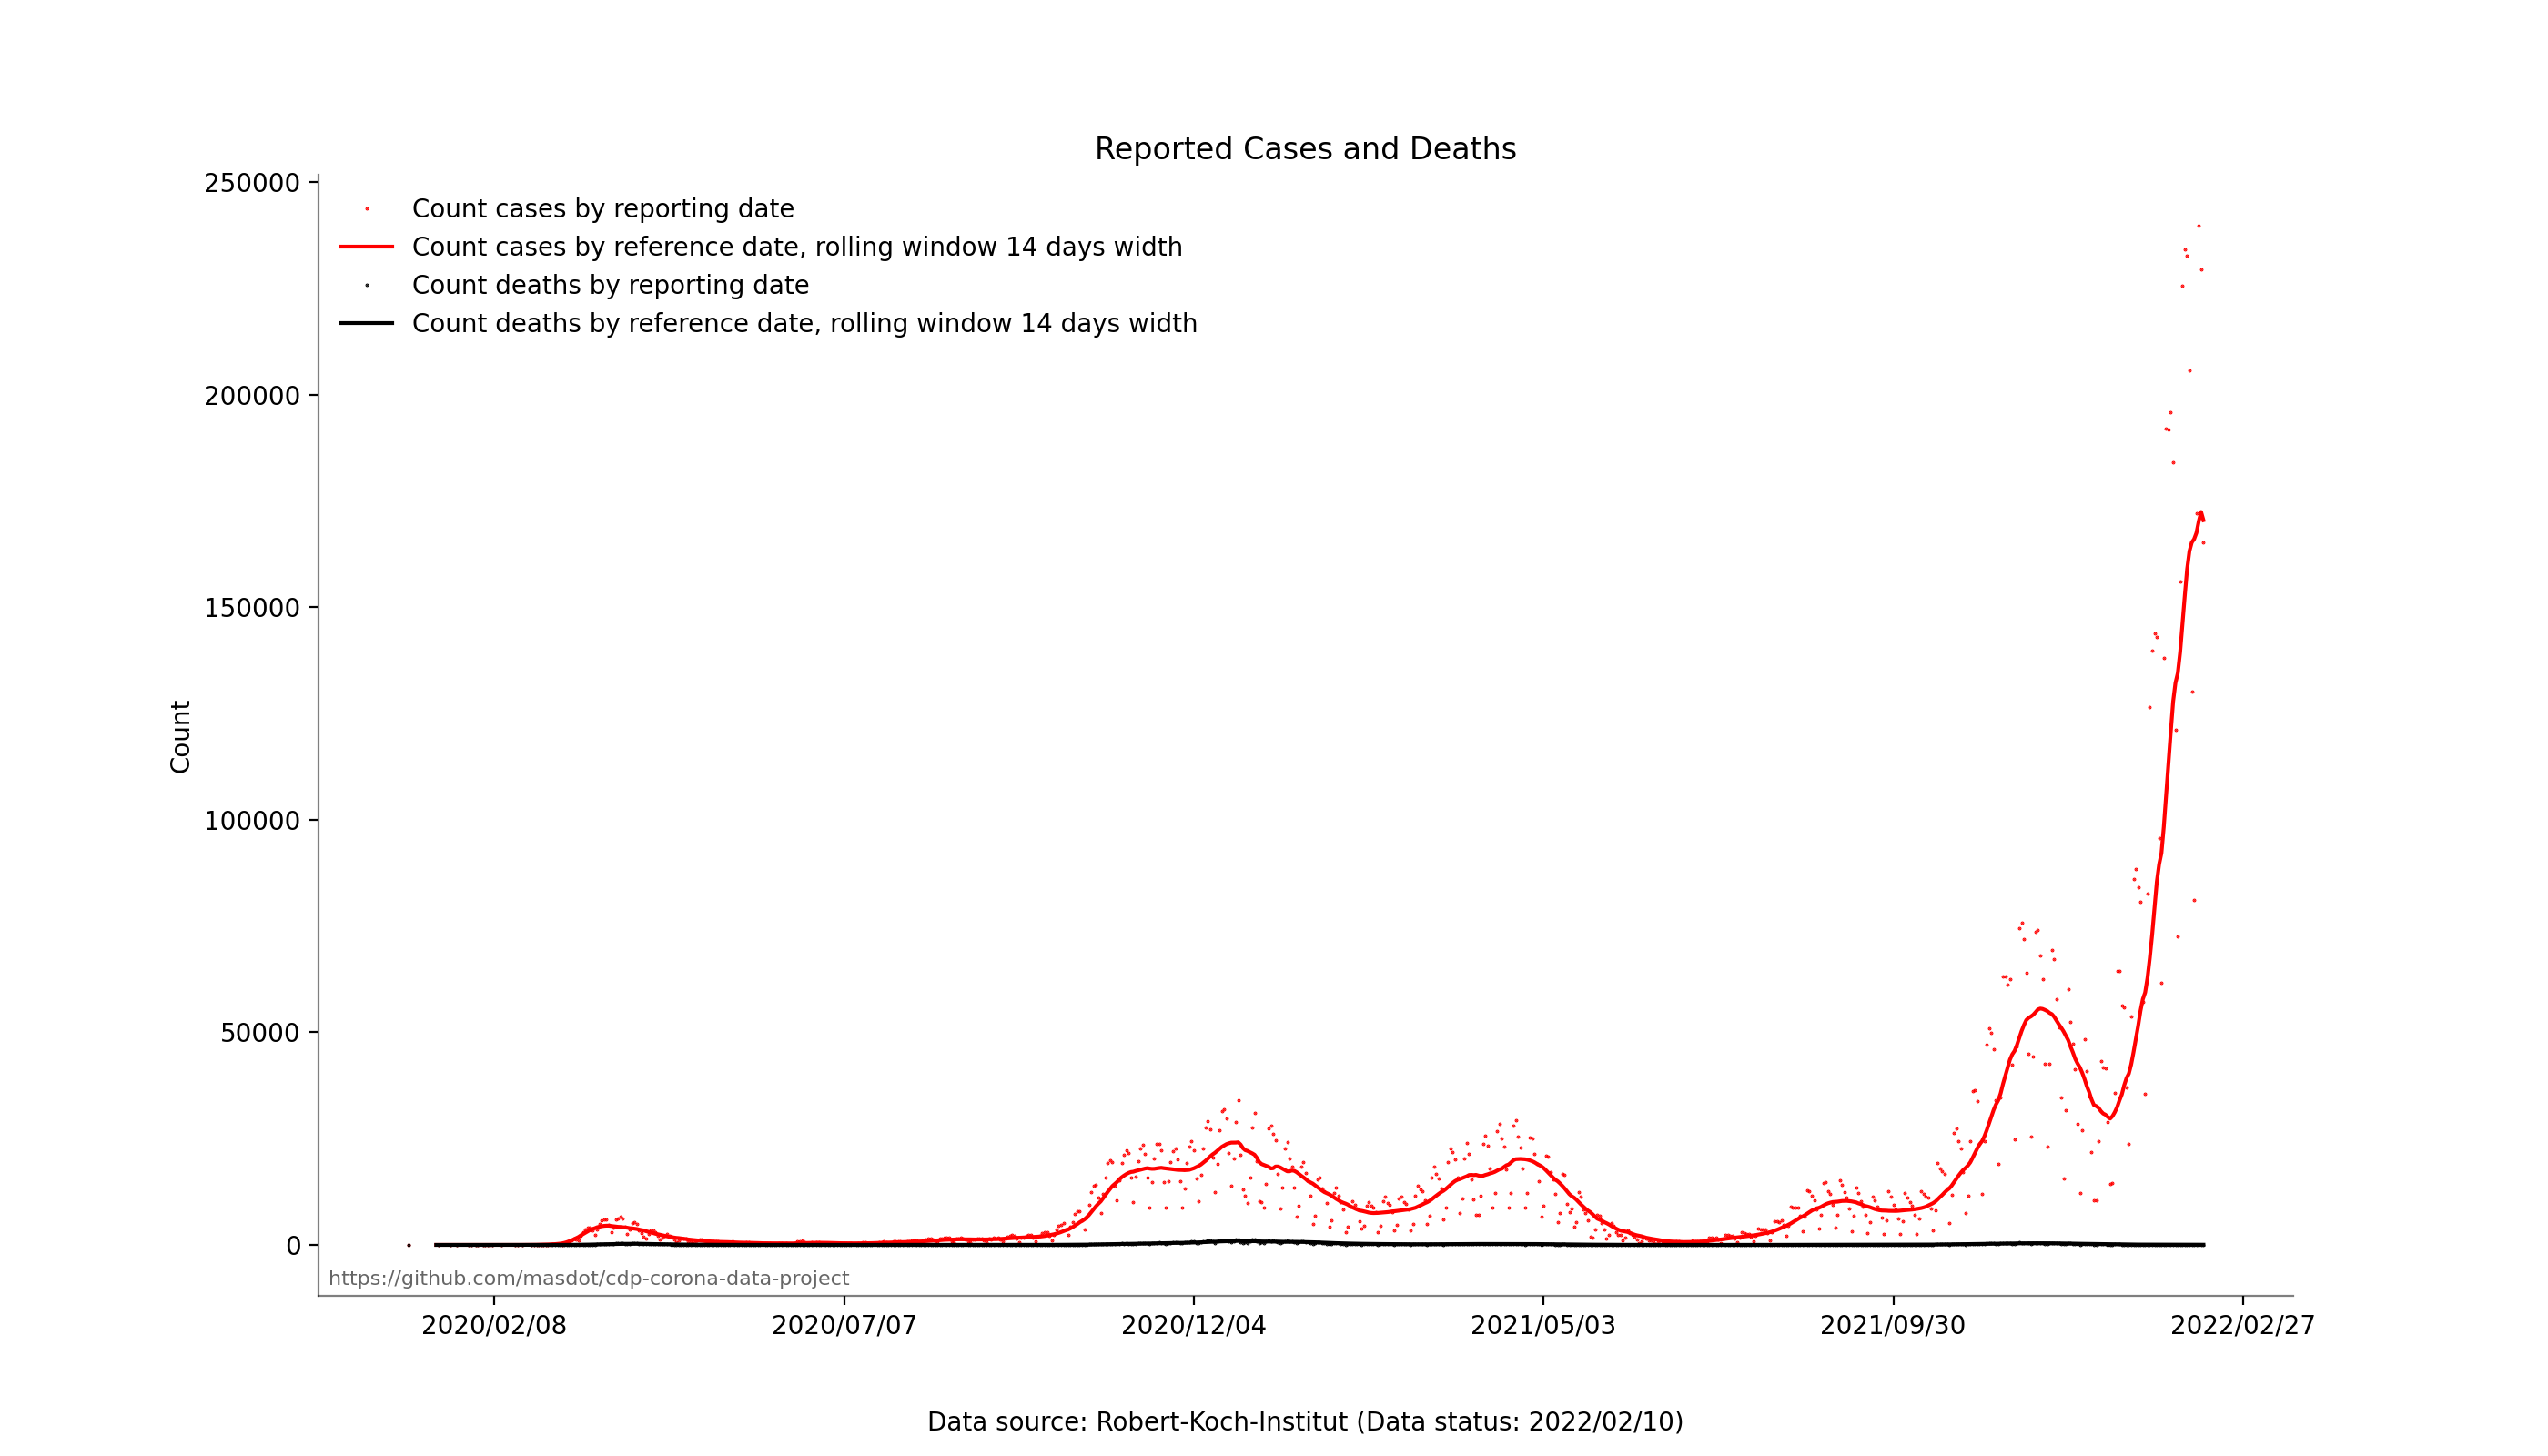 Reported Cases and Deaths
250000
Count cases by reporting date
Count cases by reference date, rolling window 14 days width
Count deaths by reporting date
Count deaths by reference date, rolling window 14 days width
200000
150000
Count
100000
50000
0
https://github.com/masdot/cdp-corona-data-project
2020/02/08 2020/07/07 2020/12/04 2021/05/03 2021/09/30 2022/02/27
Data source: Robert-Koch-Institut (Data status: 2022/02/10)